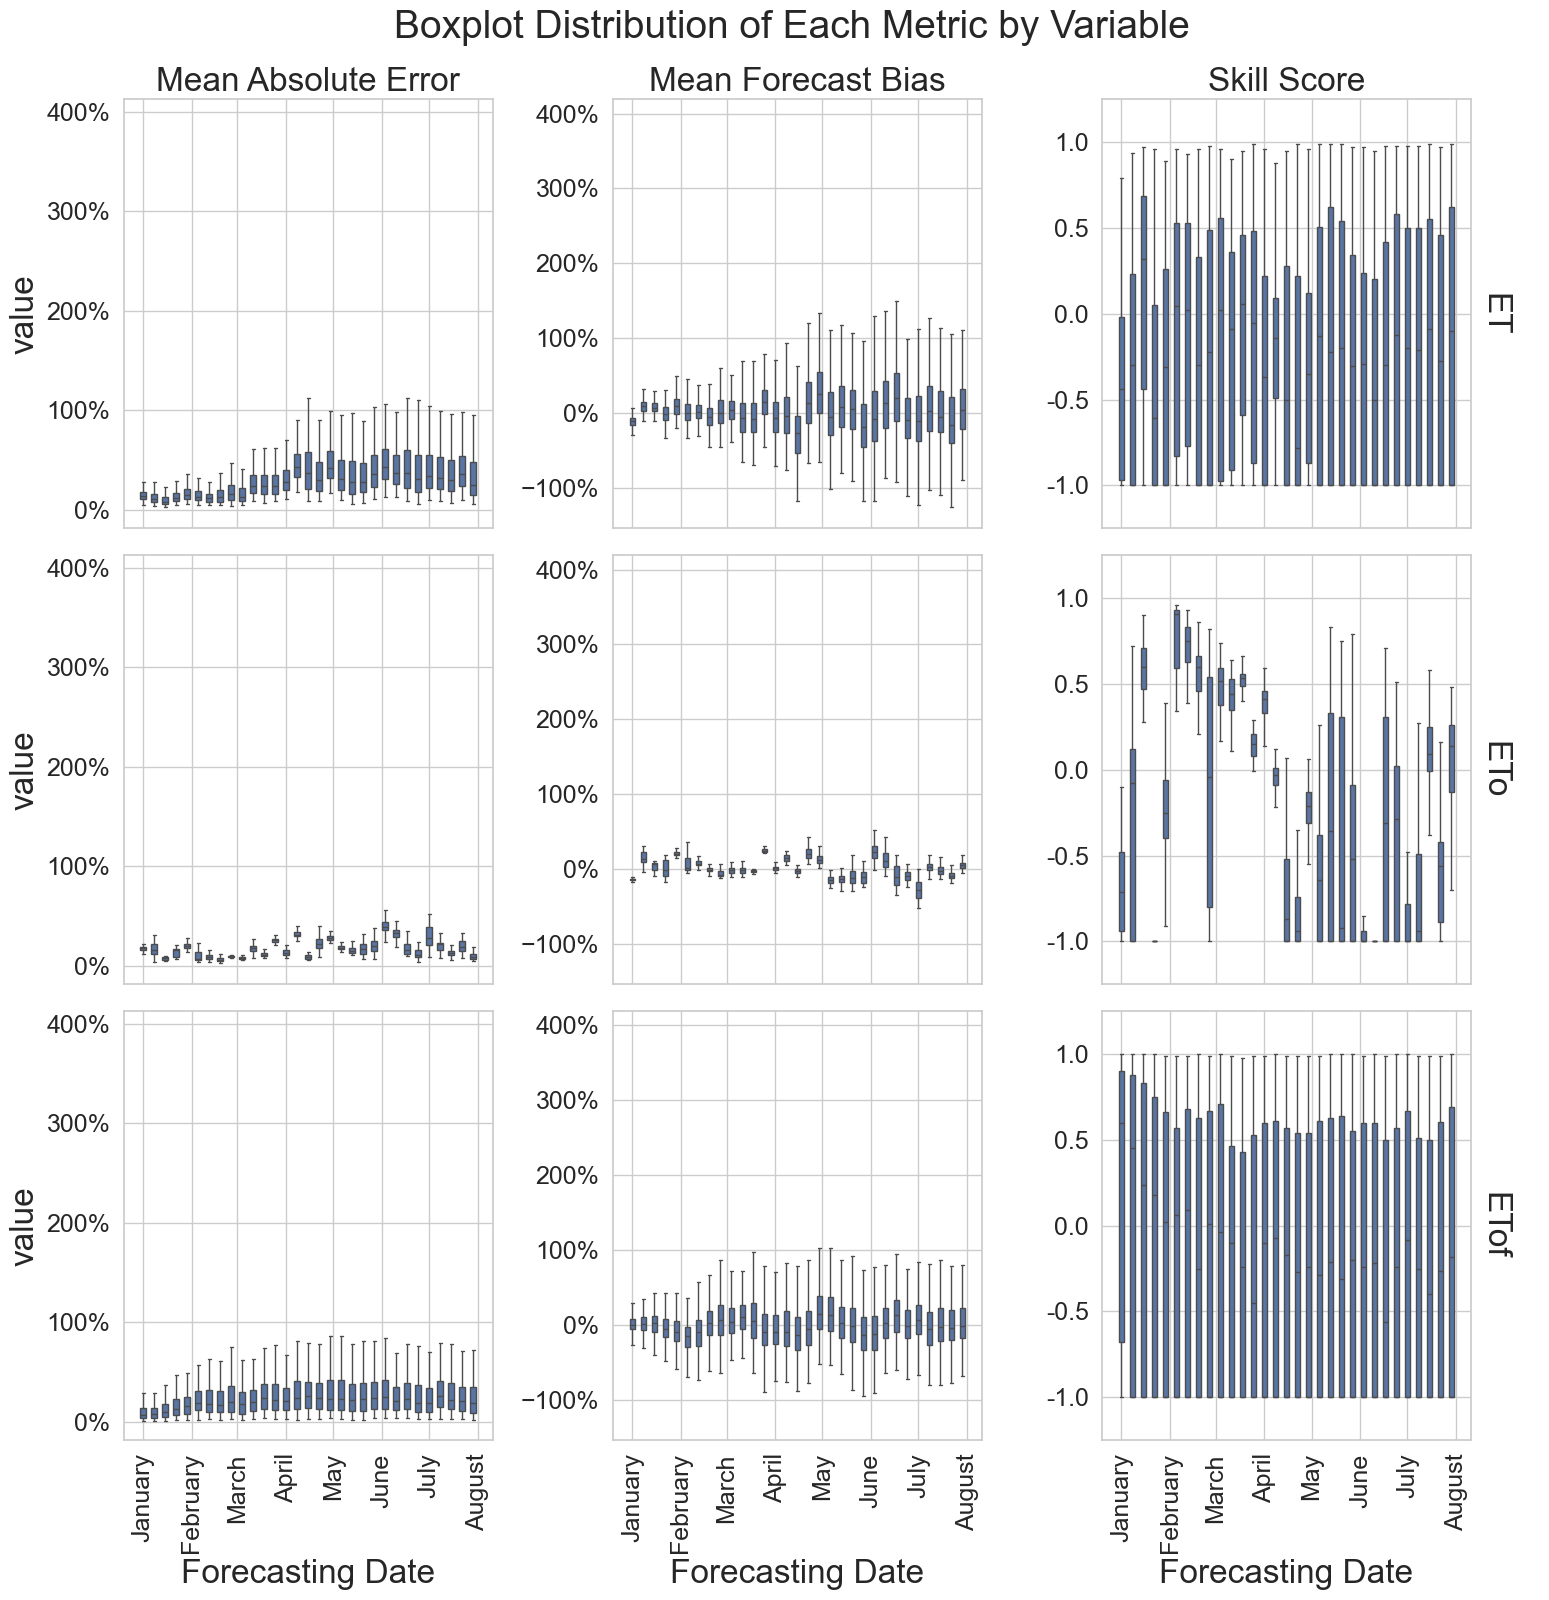 Boxplot Distribution of Each Metric by Variable
Mean Absolute Error
Mean Forecast Bias
Skill Score
400%
300%
200%
100%
0%
value
400%
300%
200%
100%
0%
−100%
1.0
0.5
0.0
-0.5
-1.0
ET
400%
300%
200%
100%
0%
value
400%
300%
200%
100%
0%
−100%
1.0
0.5
0.0
-0.5
-1.0
ETo
400%
300%
200%
100%
0%
value
400%
300%
200%
100%
0%
−100%
1.0
0.5
0.0
-0.5
-1.0
ETof
January
February
March
April
May
June
July
August
Forecasting Date
January
February
March
April
May
June
July
August
Forecasting Date
January
February
March
April
May
June
July
August
Forecasting Date